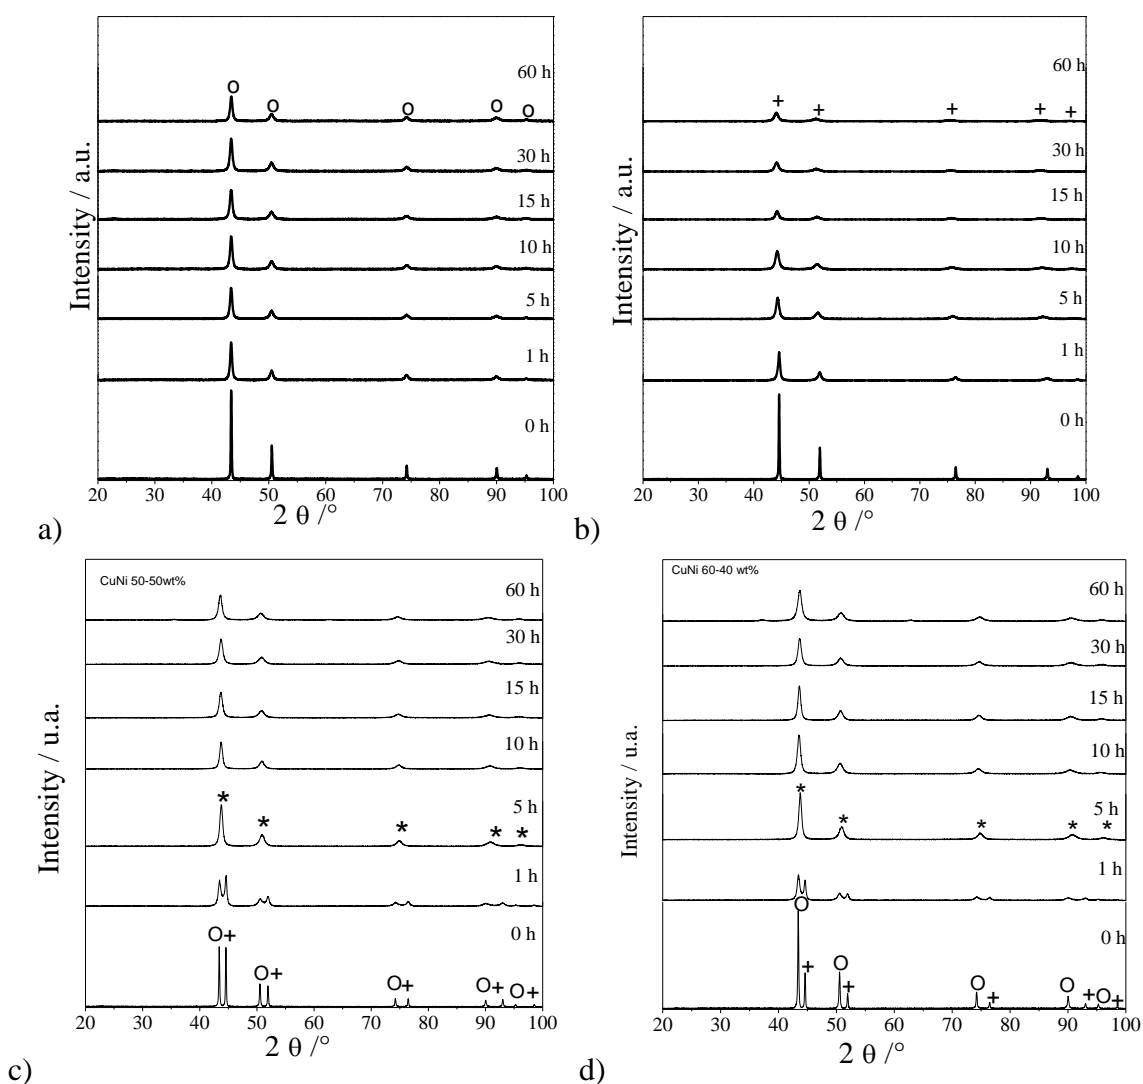 60 h
o o o o o
30 h
15 h
10 h
5 h
1 h
0 h
Intensity / a.u.
20 30 40 50 60 70 80 90 100
2 θ /°
a)
60 h
+ + + + +
30 h
15 h
10 h
5 h
1 h
0 h
Intensity / a.u.
20 30 40 50 60 70 80 90 100
2 θ /°
b)
CuNi 50-50wt%
60 h
30 h
15 h
10 h
5 h
* * * * *
1 h
0 h
O+ O+ O+ O+ O+
Intensity / u.a.
20 30 40 50 60 70 80 90 100
2 θ /°
c)
CuNi 60-40 wt%
60 h
30 h
15 h
10 h
5 h
* * * * *
1 h
0 h
O + O + O + O + O +
Intensity / u.a.
20 30 40 50 60 70 80 90 100
2 θ /°
d)